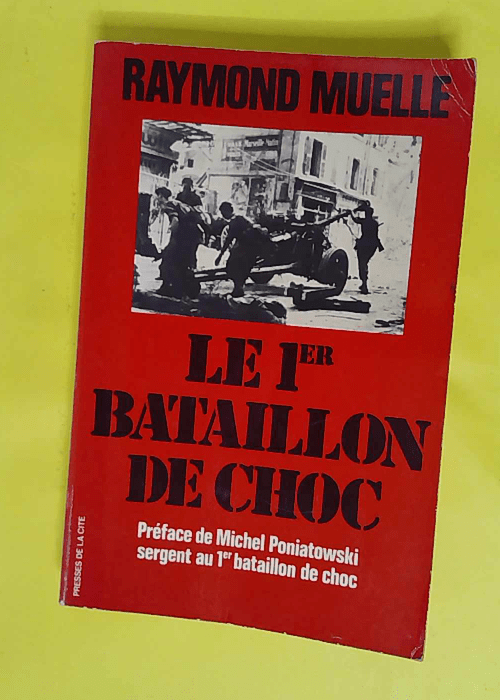 RAYMOND MUELLE
LE 1ER
BATAILLON
DE CHOC
Préface de Michel Poniatowski
sergent au 1er bataillon de choc
PRESSES DE LA CITE